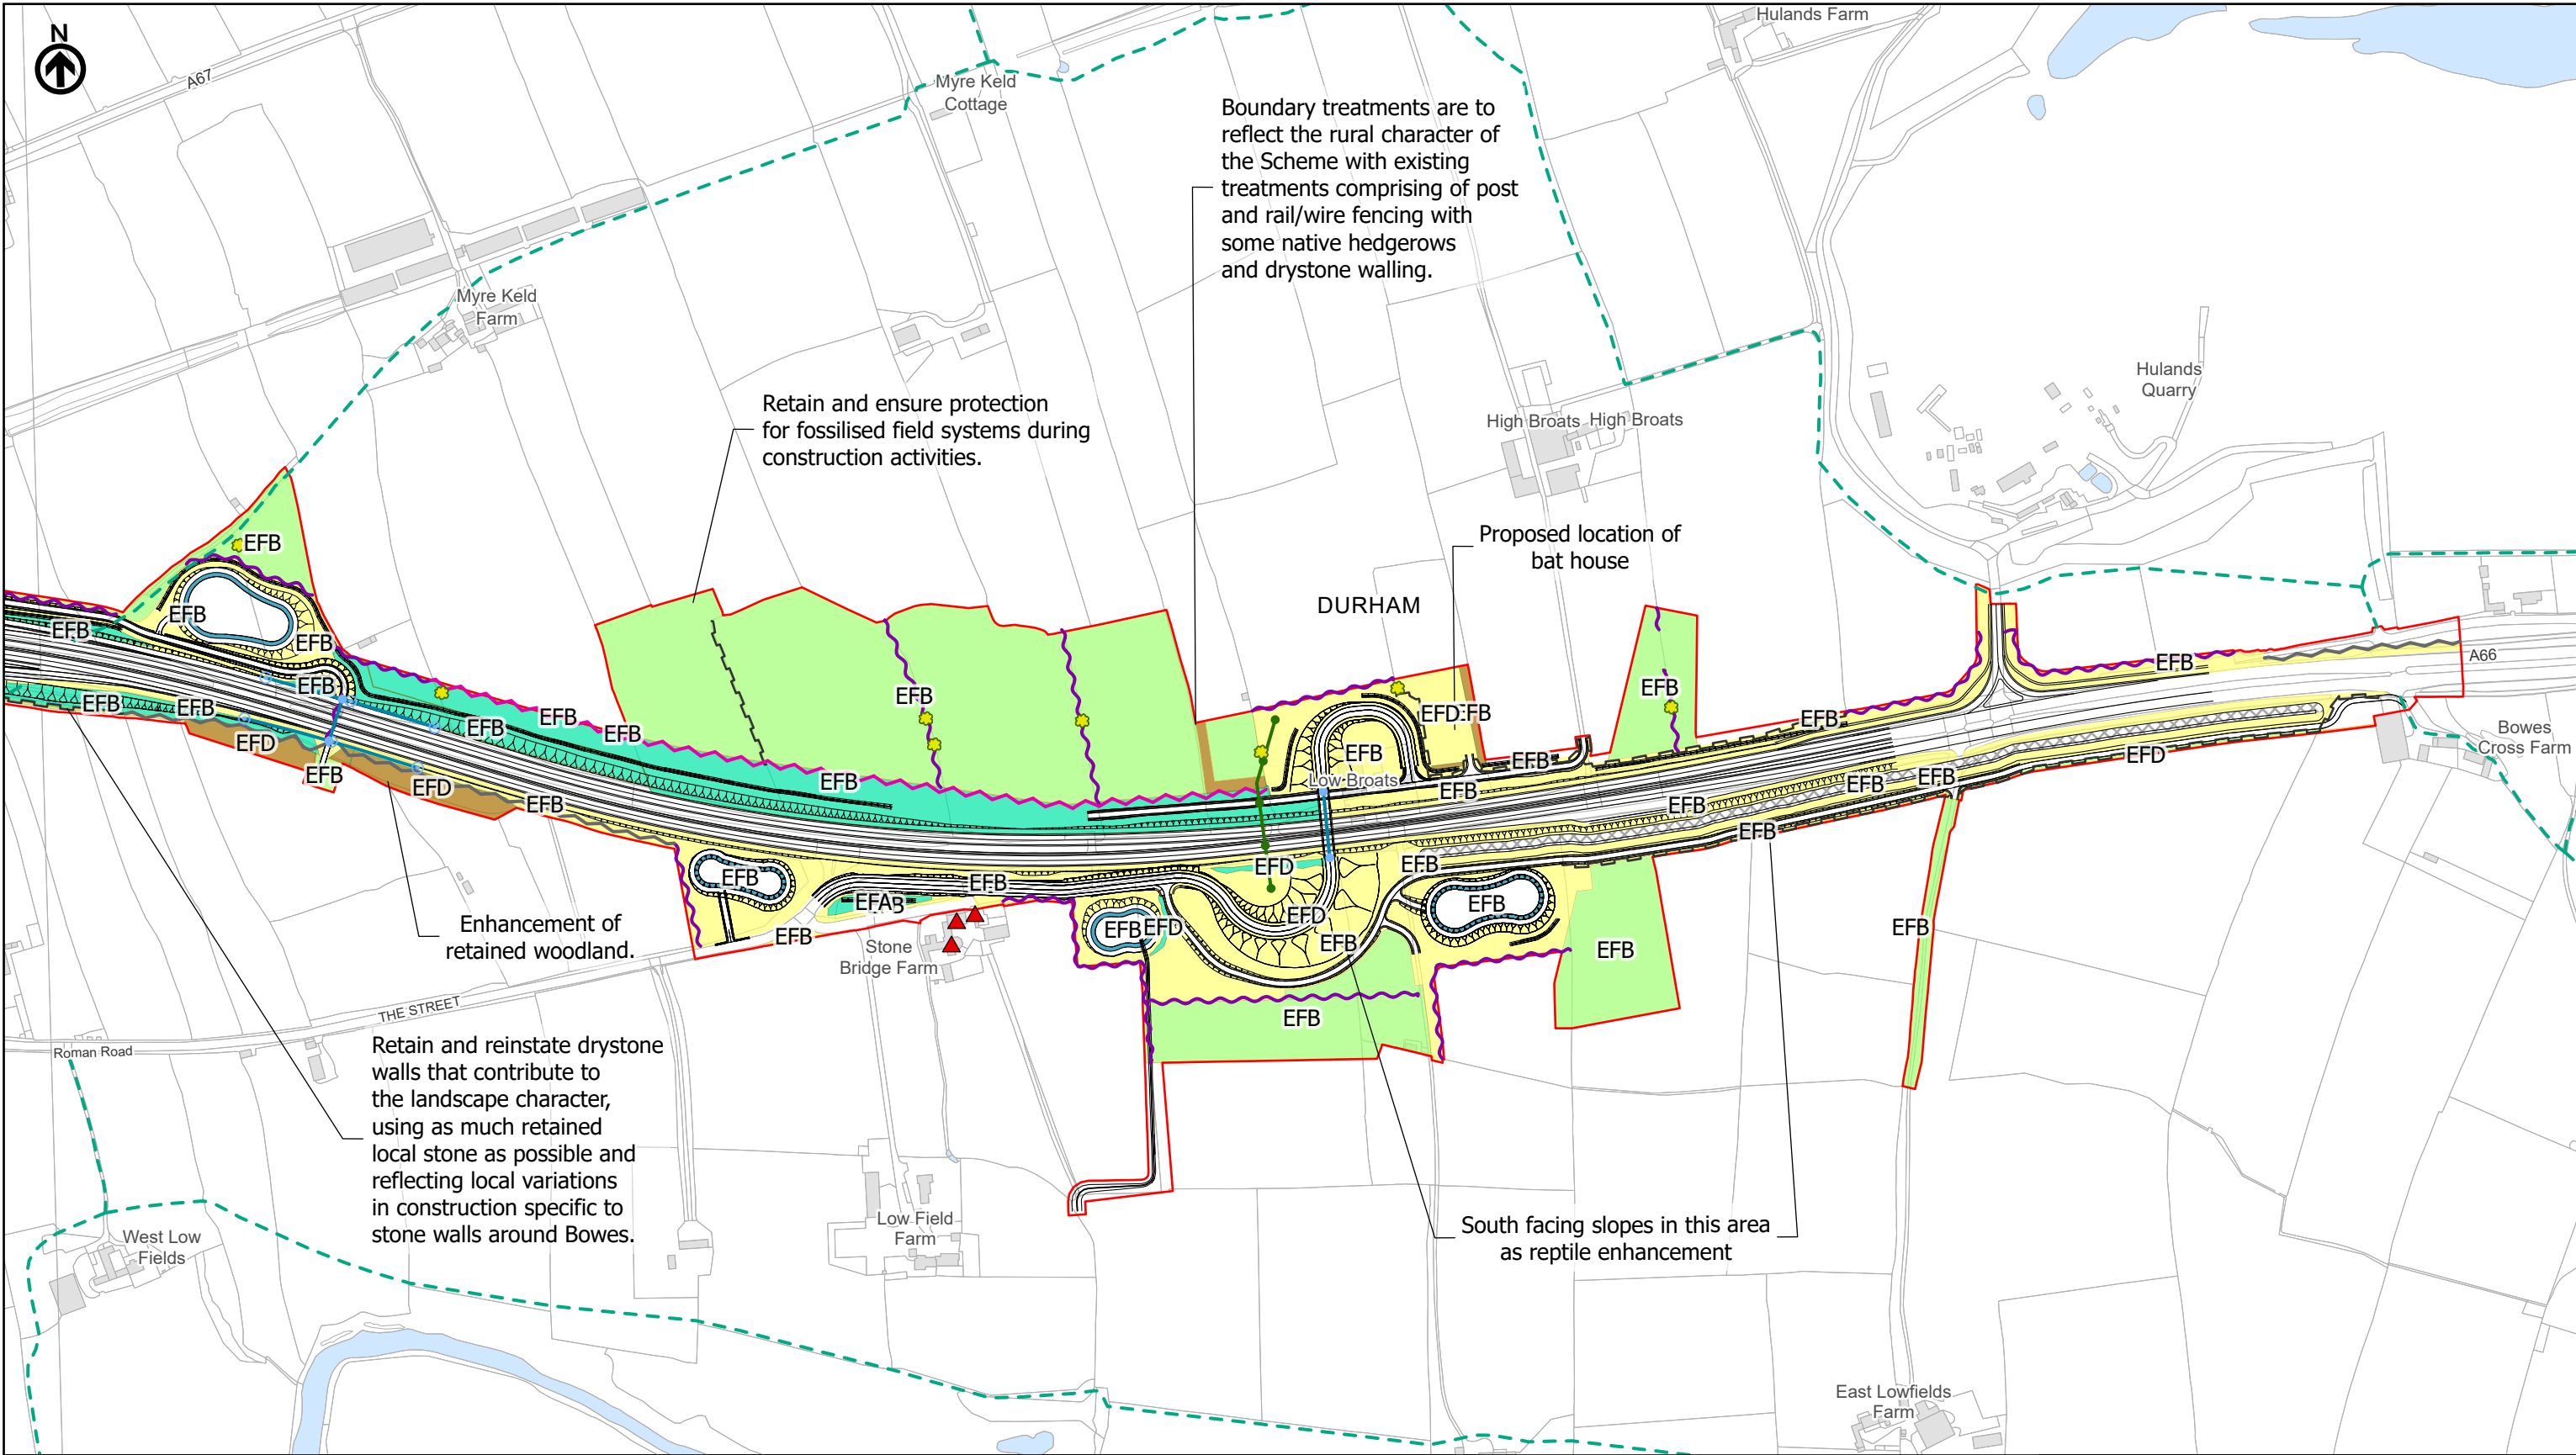 N
A67
Hulands Farm
Myre Keld
Cottage
Boundary treatments are to
reflect the rural character of
the Scheme with existing
treatments comprising of post
and rail/wire fencing with
some native hedgerows
and drystone walling.
Myre Keld
Farm
Hulands
Quarry
Retain and ensure protection
for fossilised field systems during
construction activities.
High Broats
High Broats
Proposed location of
bat house
DURHAM
EFB
EFB
EFB
EFB
EFB
EFB
EFB
EFB
EFD
EFB
EFD
EFB
EFB
EFB
EFB
EFB
EFB
EFB
EFD
EFB
EFB
Low Broats
EFB
EFB
EFB
EFB
EFB
A66
Bowes
Cross Farm
EFD
EFB
EFB
EFB
EFB
EFB
EFD
EFB
EFB
EFAB
EFB
EFB
EFD
EFD
EFB
EFB
EFB
EFB
EFB
Stone
Bridge Farm
Enhancement of
retained woodland.
THE STREET
Roman Road
Retain and reinstate drystone
walls that contribute to
the landscape character,
using as much retained
local stone as possible and
reflecting local variations
in construction specific to
stone walls around Bowes.
West Low
Fields
Low Field
Farm
South facing slopes in this area
as reptile enhancement
East Lowfields
Farm